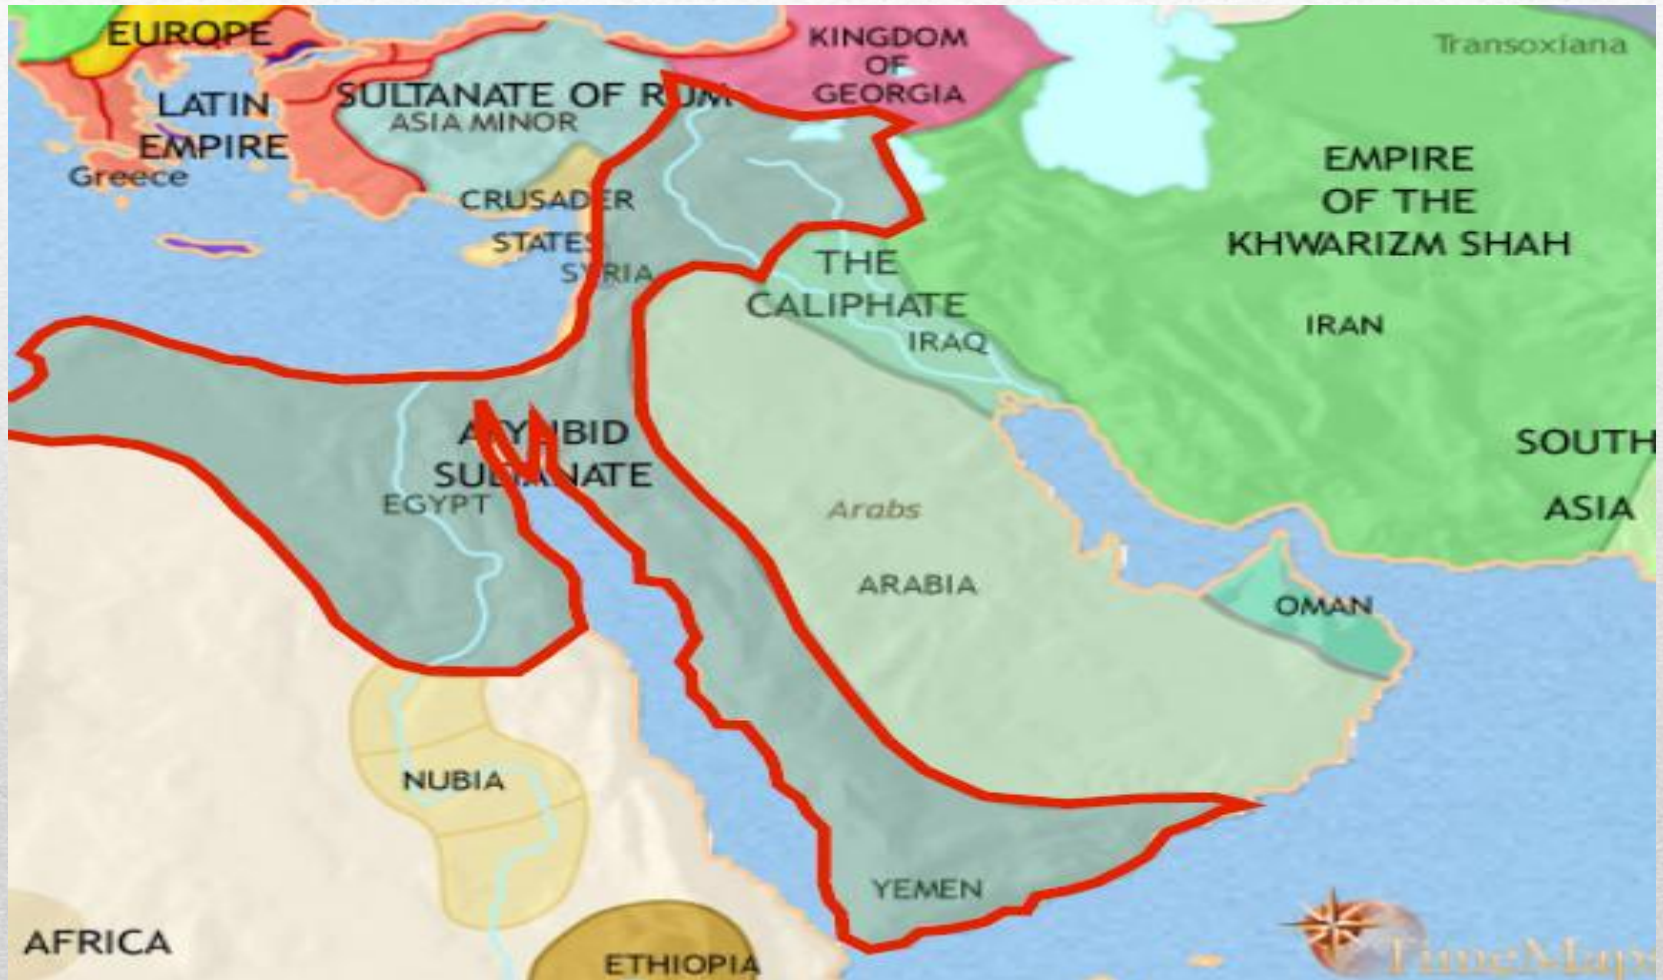 EUROPE
KINGDOM
OF
GEORGIA
Transoxiana
LATIN
EMPIRE
Greece
SULTANATE OF RUM
ASIA MINOR
CRUSADER
STATES
SYRIA
EMPIRE
OF THE
KHWARIZM SHAH
THE
CALIPHATE
IRAQ
IRAN
AYYUBID
SULTANATE
EGYPT
SOUTH
ASIA
Arabs
ARABIA
OMAN
NUBIA
YEMEN
AFRICA
ETHIOPIA
TimeMaps